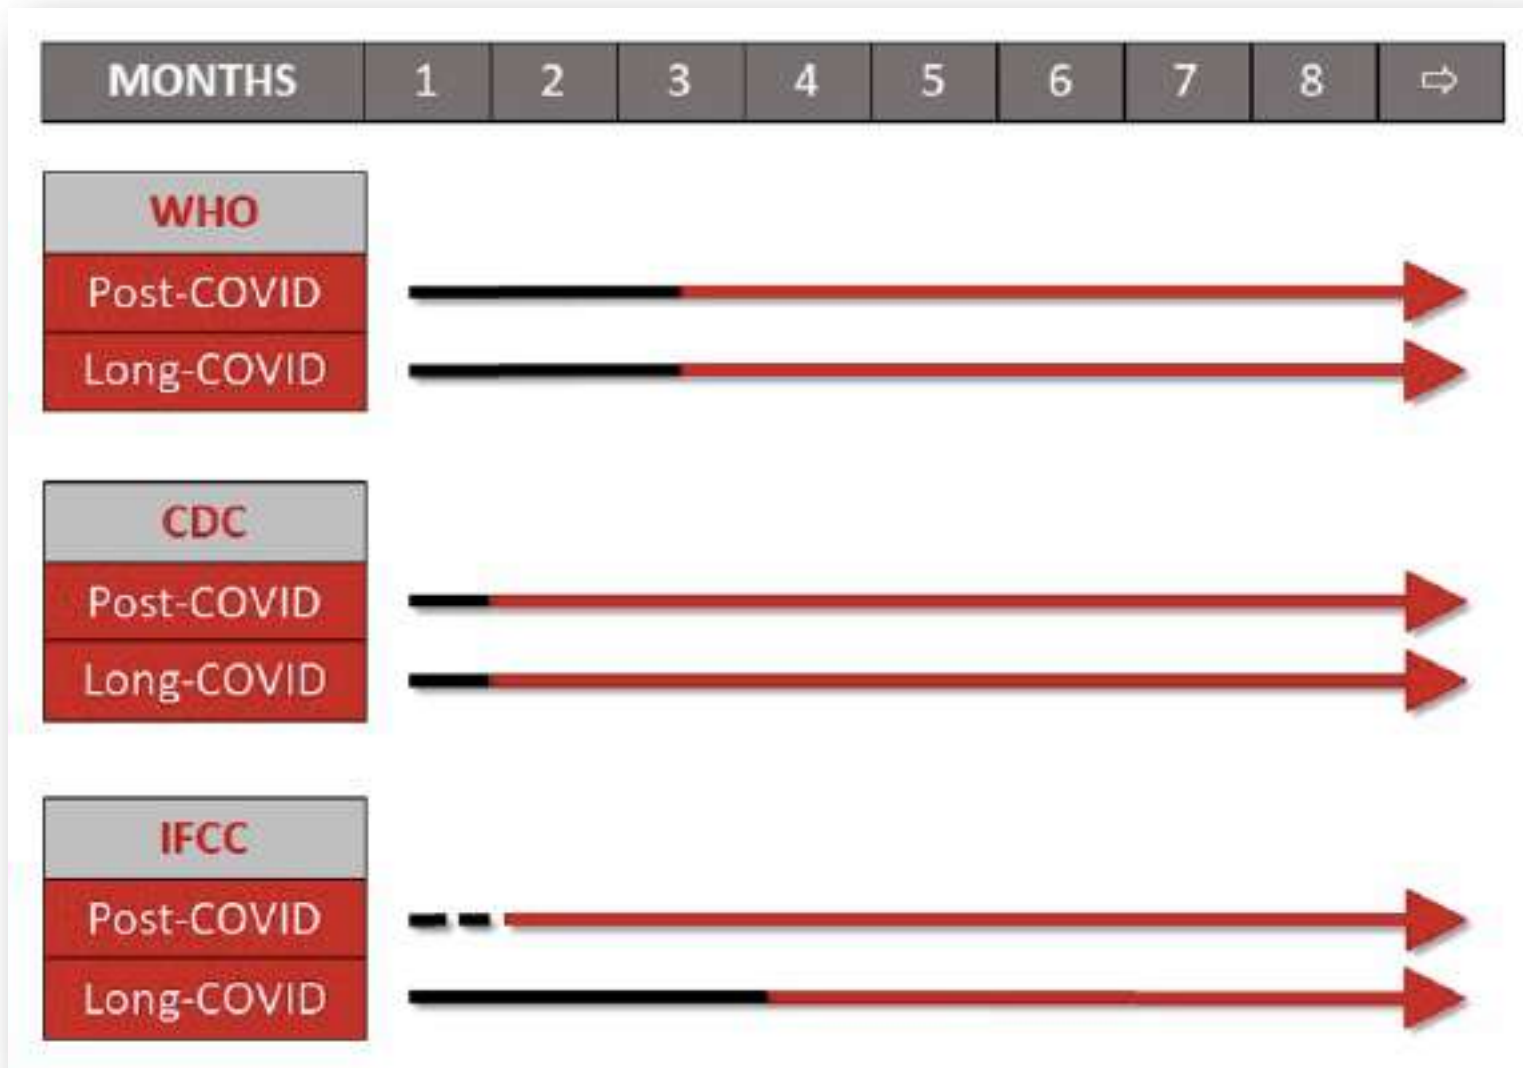 MONTHS 1 2 3 4 5 6 7 8 ⇨
WHO
Post-COVID
Long-COVID
CDC
Post-COVID
Long-COVID
IFCC
Post-COVID
Long-COVID